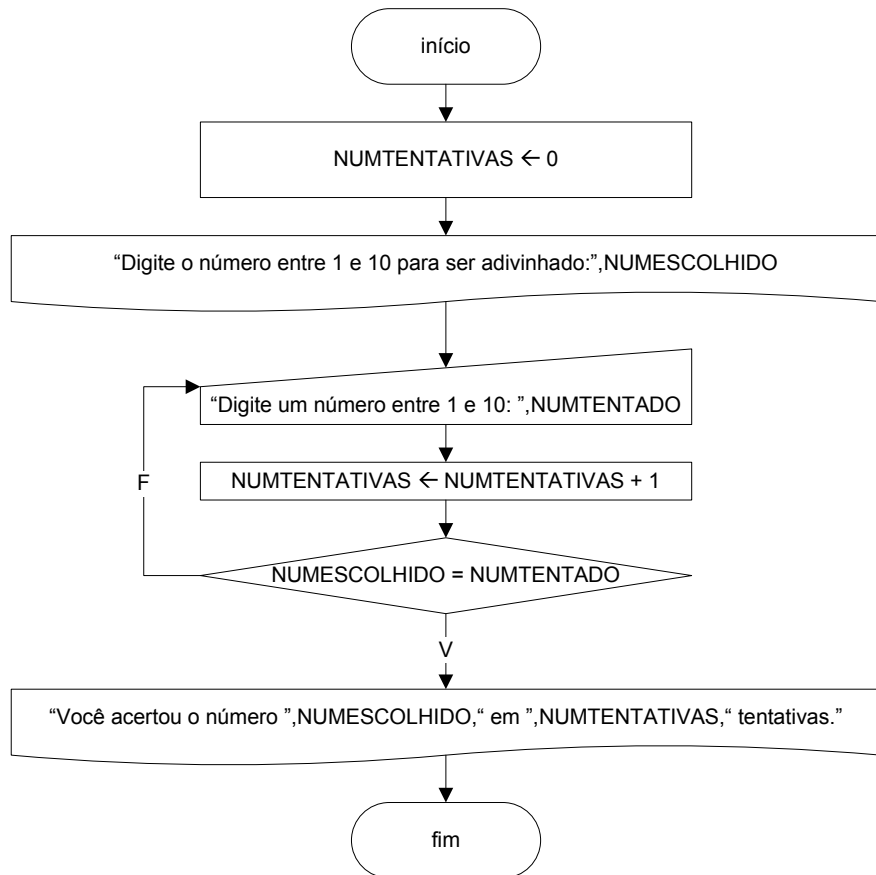 início
NUMTENTATIVAS ← 0
“Digite o número entre 1 e 10 para ser adivinhado:”,NUMESCOLHIDO
“Digite um número entre 1 e 10: ”,NUMTENTADO
F
NUMTENTATIVAS ← NUMTENTATIVAS + 1
NUMESCOLHIDO = NUMTENTADO
V
“Você acertou o número ”,NUMESCOLHIDO,“ em ”,NUMTENTATIVAS,“ tentativas.”
fim